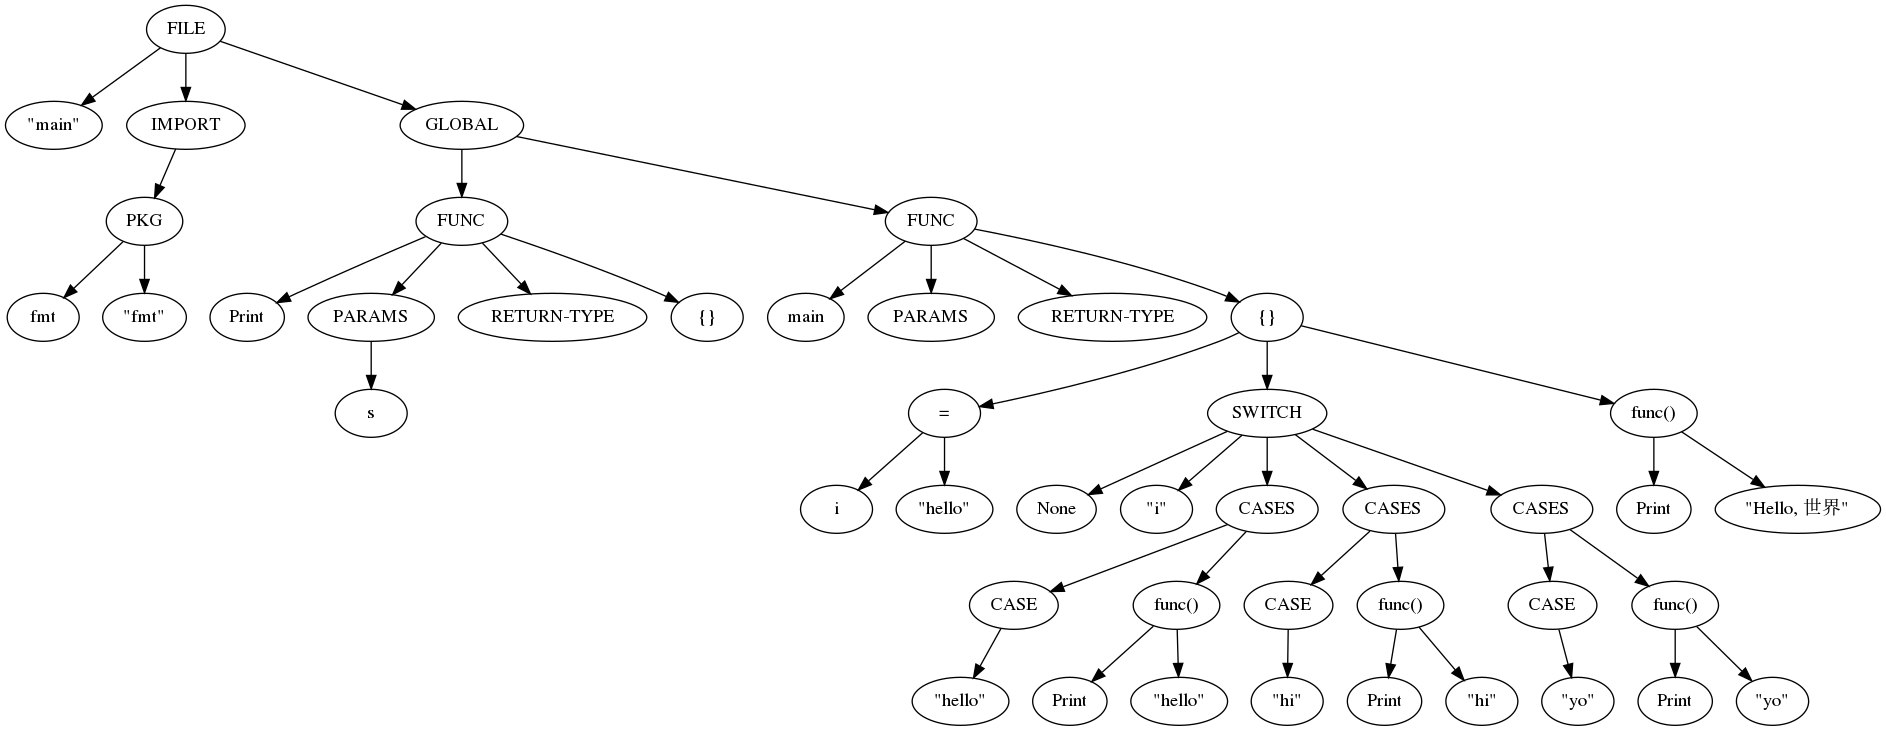 FILE
"main"
IMPORT
GLOBAL
PKG
FUNC
FUNC
fmt
"fmt"
Print
PARAMS
RETURN-TYPE
{}
main
PARAMS
RETURN-TYPE
{}
s
=
SWITCH
func()
i
"hello"
None
"i"
CASES
CASES
CASES
Print
"Hello, 世界"
CASE
func()
CASE
func()
CASE
func()
"hello"
Print
"hello"
"hi"
Print
"hi"
"yo"
Print
"yo"